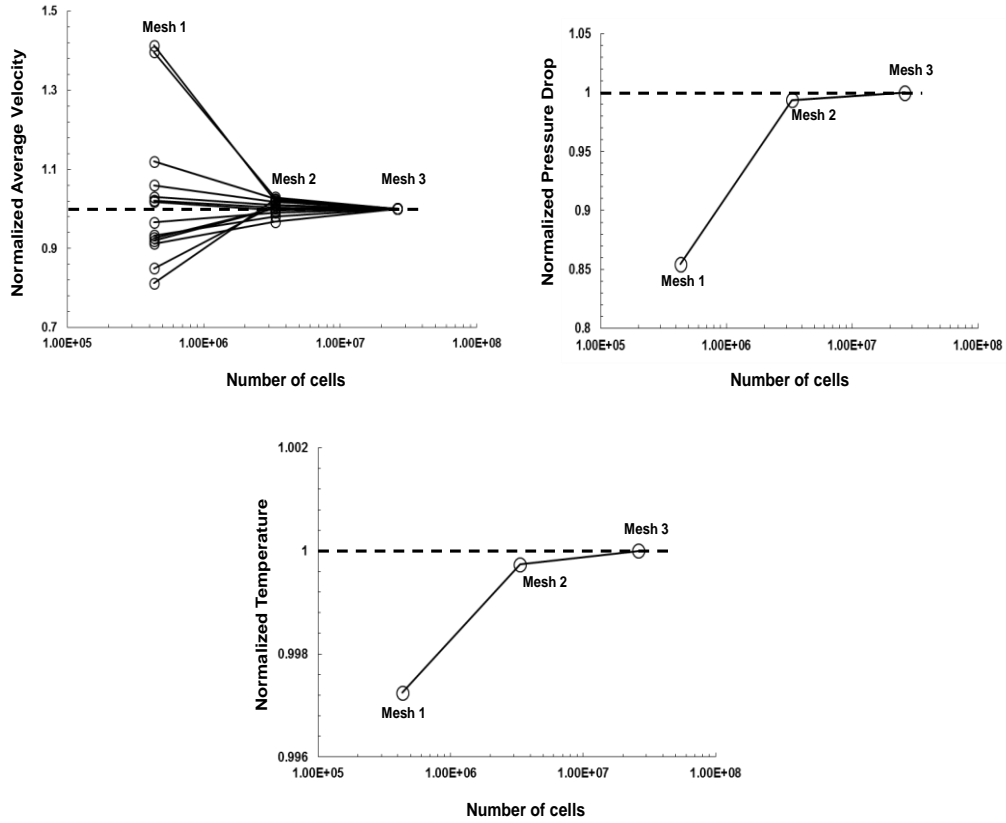 Normalized Average Velocity
1.5
1.3
1.1
0.9
0.7
Mesh 1
Mesh 2
Mesh 3
1.00E+05
1.00E+06
1.00E+07
1.00E+08
Number of cells
Normalized Pressure Drop
1.05
1
0.95
0.9
0.85
0.8
Mesh 3
Mesh 2
Mesh 1
1.00E+05
1.00E+06
1.00E+07
1.00E+08
Number of cells
Normalized Temperature
1.002
1
0.998
0.996
Mesh 3
Mesh 2
Mesh 1
1.00E+05
1.00E+06
1.00E+07
1.00E+08
Number of cells